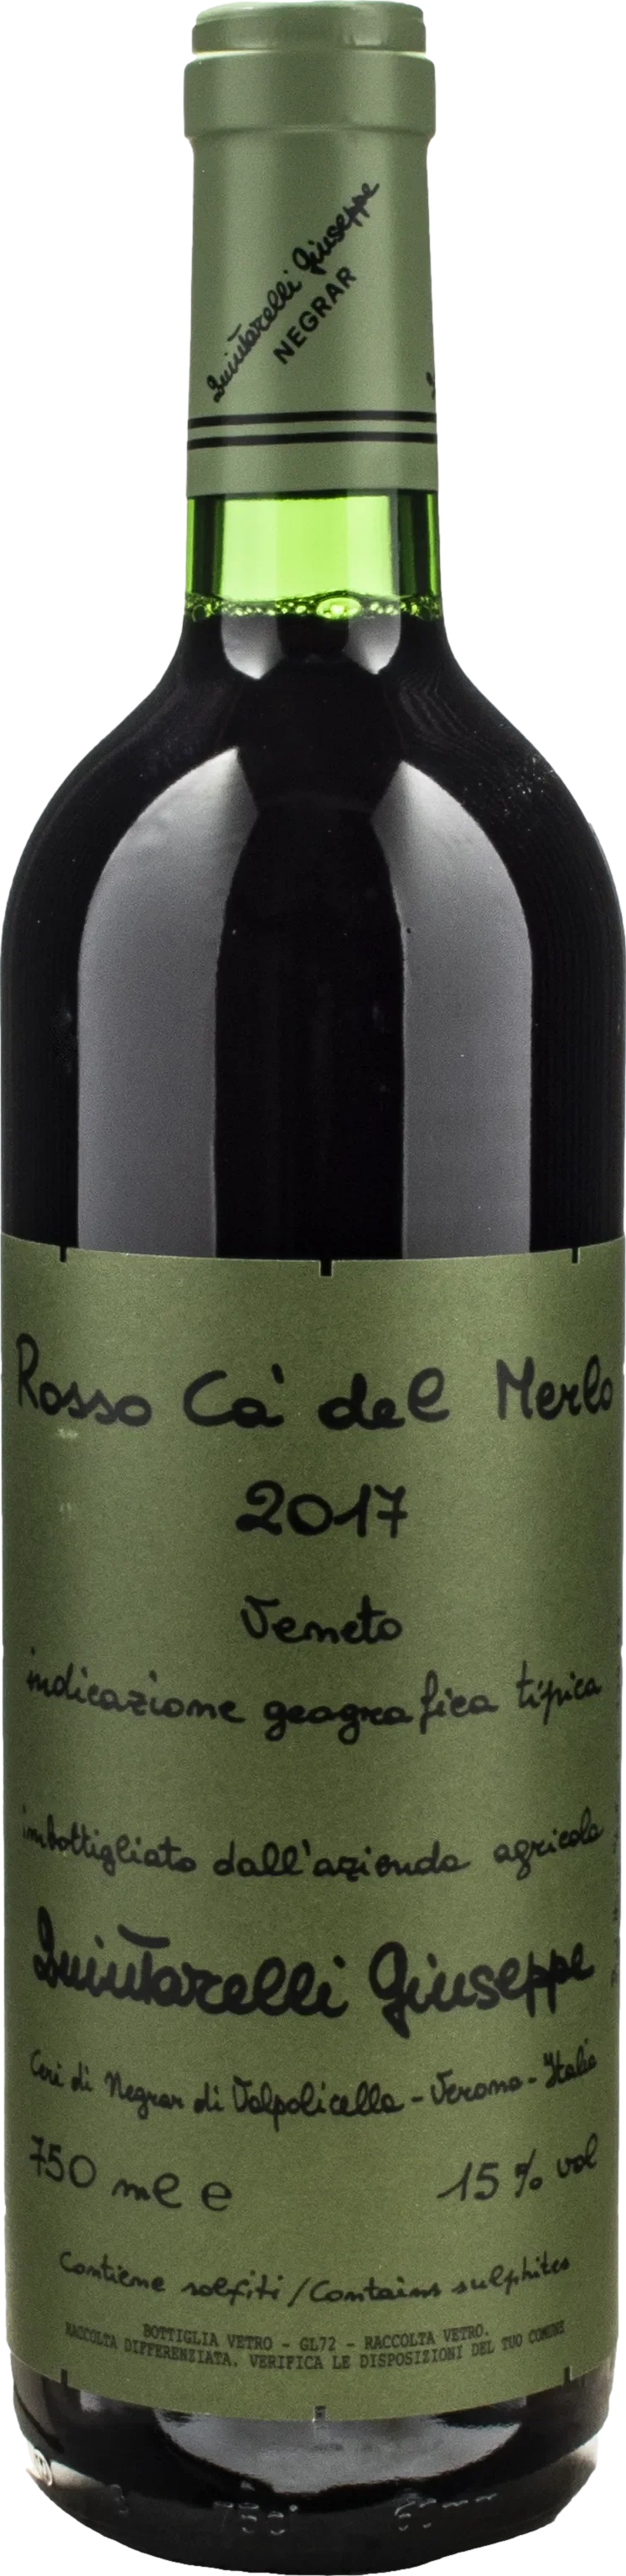 Quintarelli Giuseppe
NEGRAR
Rosso Ca' del Merlo
2017
Veneto
indicazione geografica tipica
imbottigliato dall'azienda agricola
Quintarelli Giuseppe
Cerè di Negrar di Valpolicella - Verona - Italia
750 ml e 15% vol
Contiene solfiti/Contains sulphites
BOTTIGLIA VETRO - GL72 - RACCOLTA VETRO.
RACCOLTA DIFFERENZIATA. VERIFICA LE DISPOSIZIONI DEL TUO COMUNE